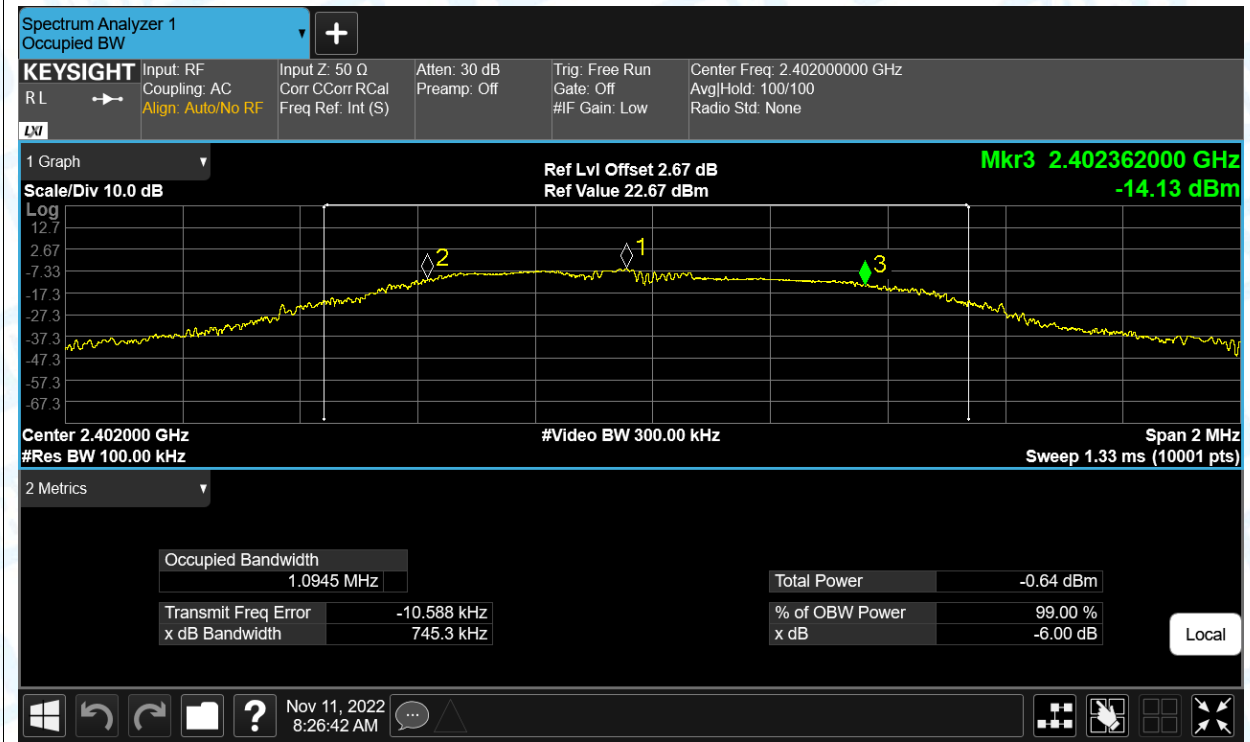 Spectrum Analyzer 1
Occupied BW
KEYSIGHT
R L
LXI
Input: RF
Coupling: AC
Align: Auto/No RF
Input Z: 50 Ω
Corr CCorr RCal
Freq Ref: Int (S)
Atten: 30 dB
Preamp: Off
Trig: Free Run
Gate: Off
#IF Gain: Low
Center Freq: 2.402000000 GHz
Avg|Hold: 100/100
Radio Std: None
1 Graph
Scale/Div 10.0 dB
Ref Lvl Offset 2.67 dB
Ref Value 22.67 dBm
Mkr3 2.402362000 GHz
-14.13 dBm
Log
12.7
2.67
-7.33
-17.3
-27.3
-37.3
-47.3
-57.3
-67.3
2
1
3
Center 2.402000 GHz
#Video BW 300.00 kHz
Span 2 MHz
#Res BW 100.00 kHz
Sweep 1.33 ms (10001 pts)
2 Metrics
Occupied Bandwidth
1.0945 MHz
Transmit Freq Error -10.588 kHz
x dB Bandwidth 745.3 kHz
Total Power -0.64 dBm
% of OBW Power 99.00 %
x dB -6.00 dB
Local
?
Nov 11, 2022
8:26:42 AM